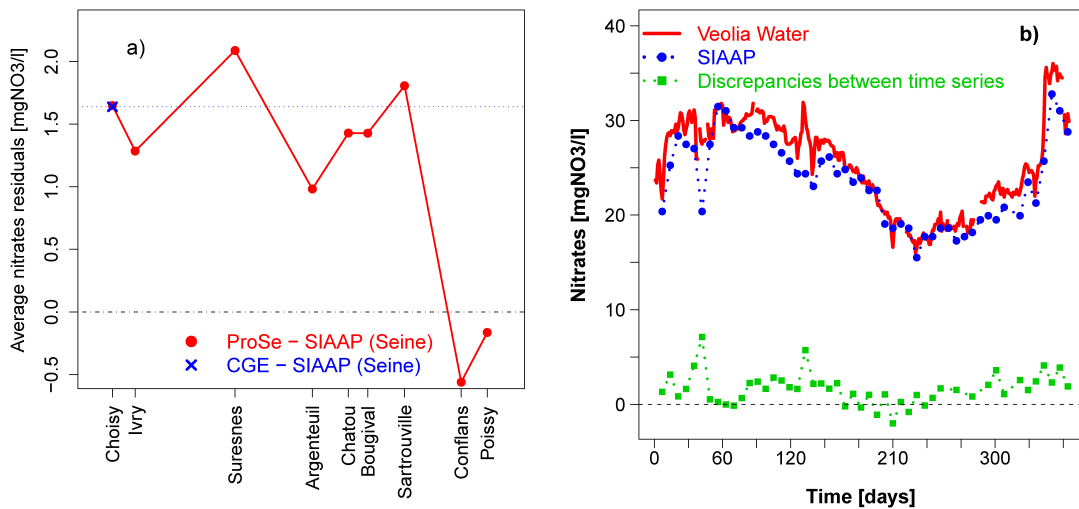 a)
Average nitrates residuals [mgNO3/l]
2.0
1.5
1.0
0.5
0.0
−0.5
ProSe − SIAAP (Seine)
CGE − SIAAP (Seine)
Choisy
Ivry
Suresnes
Argenteuil
Chatou
Bougival
Sartrouville
Conflans
Poissy
b)
Veolia Water
SIAAP
Discrepancies between time series
Nitrates [mgNO3/l]
40
30
20
10
0
0 60 120 210 300
Time [days]